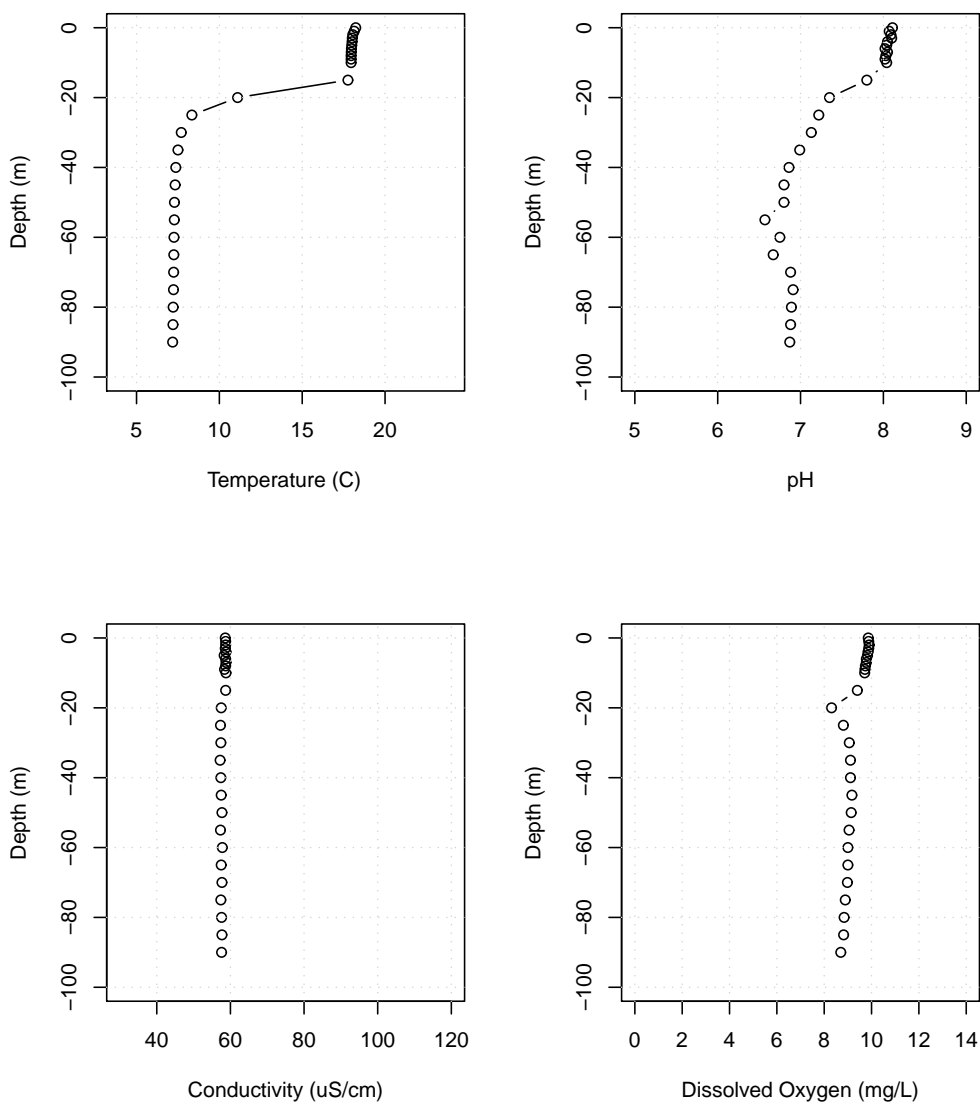 0
−20
−40
−60
−80
−100
Depth (m)
5 10 15 20
Temperature (C)
0
−20
−40
−60
−80
−100
Depth (m)
5 6 7 8 9
pH
0
−20
−40
−60
−80
−100
Depth (m)
40 60 80 100 120
Conductivity (uS/cm)
0
−20
−40
−60
−80
−100
Depth (m)
0 2 4 6 8 10 12 14
Dissolved Oxygen (mg/L)